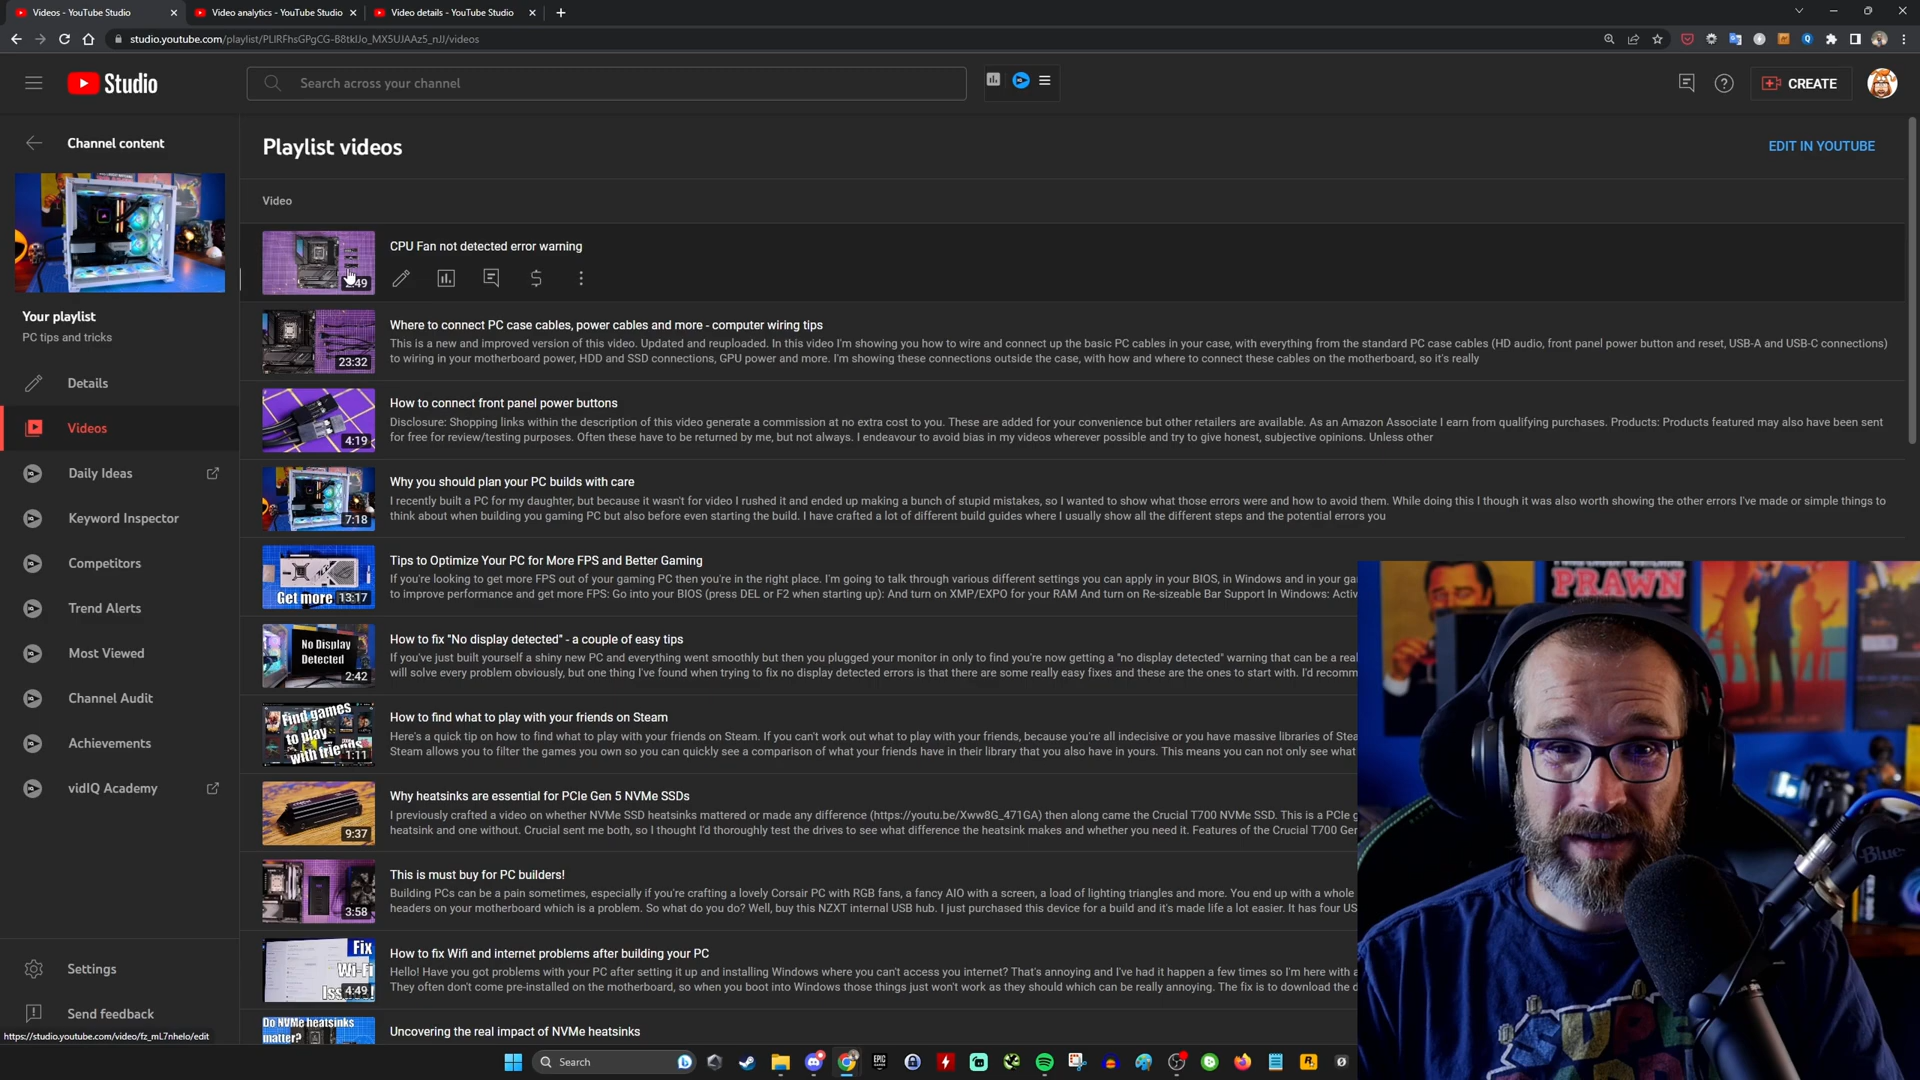 Videos - YouTube Studio
Video analytics - YouTube Studio
Video details - YouTube Studio
studio.youtube.com/playlist/PLIRFhsGPgCG-B8tklJo_MX5UJAAz5_nJJ/videos
Studio
Search across your channel
CREATE
Channel content
Your playlist
PC tips and tricks
Details
Videos
Daily Ideas
Keyword Inspector
Competitors
Trend Alerts
Most Viewed
Channel Audit
Achievements
vidIQ Academy
Settings
Send feedback
https://studio.youtube.com/video/fz_mL7nhelo/edit
Playlist videos
EDIT IN YOUTUBE
Video
CPU Fan not detected error warning
:49
Where to connect PC case cables, power cables and more - computer wiring tips
This is a new and improved version of this video. Updated and reuploaded. In this video I'm showing you how to wire and connect up the basic PC cables in your case, with everything from the standard PC case cables (HD audio, front panel power button and reset, USB-A and USB-C connections)
to wiring in your motherboard power, HDD and SSD connections, GPU power and more. I'm showing these connections outside the case, with how and where to connect these cables on the motherboard, so it's really
23:32
How to connect front panel power buttons
Disclosure: Shopping links within the description of this video generate a commission at no extra cost to you. These are added for your convenience but other retailers are available. As an Amazon Associate I earn from qualifying purchases. Products: Products featured may also have been sent
for free for review/testing purposes. Often these have to be returned by me, but not always. I endeavour to avoid bias in my videos wherever possible and try to give honest, subjective opinions. Unless other
4:19
Why you should plan your PC builds with care
I recently built a PC for my daughter, but because it wasn't for video I rushed it and ended up making a bunch of stupid mistakes, so I wanted to show what those errors were and how to avoid them. While doing this I though it was also worth showing the other errors I've made or simple things to
think about when building you gaming PC but also before even starting the build. I have crafted a lot of different build guides where I usually show all the different steps and the potential errors you
7:18
Tips to Optimize Your PC for More FPS and Better Gaming
If you're looking to get more FPS out of your gaming PC then you're in the right place. I'm going to talk through various different settings you can apply in your BIOS, in Windows and in your ga
to improve performance and get more FPS: Go into your BIOS (press DEL or F2 when starting up): And turn on XMP/EXPO for your RAM And turn on Re-sizeable Bar Support In Windows: Activ
Get more 13:17
How to fix "No display detected" - a couple of easy tips
If you've just built yourself a shiny new PC and everything went smoothly but then you plugged your monitor in only to find you're now getting a "no display detected" warning that can be a real
will solve every problem obviously, but one thing I've found when trying to fix no display detected errors is that there are some really easy fixes and these are the ones to start with. I'd recomm
No Display
Detected
2:42
How to find what to play with your friends on Steam
Here's a quick tip on how to find what to play with your friends on Steam. If you can't work out what to play with your friends, because you're all indecisive or you have massive libraries of Stea
Steam allows you to filter the games you own so you can quickly see a comparison of what your friends have in their library that you also have in yours. This means you can not only see what
Find games
to play
with friends
1:11
Why heatsinks are essential for PCIe Gen 5 NVMe SSDs
I previously crafted a video on whether NVMe SSD heatsinks mattered or made any difference (https://youtu.be/Xww8G_471GA) then along came the Crucial T700 NVMe SSD. This is a PCIe g
heatsink and one without. Crucial sent me both, so I thought I'd thoroughly test the drives to see what difference the heatsink makes and whether you need it. Features of the Crucial T700 Ger
9:37
This is must buy for PC builders!
Building PCs can be a pain sometimes, especially if you're crafting a lovely Corsair PC with RGB fans, a fancy AIO with a screen, a load of lighting triangles and more. You end up with a whole
headers on your motherboard which is a problem. So what do you do? Well, buy this NZXT internal USB hub. I just purchased this device for a build and it's made life a lot easier. It has four US
3:58
How to fix Wifi and internet problems after building your PC
Hello! Have you got problems with your PC after setting it up and installing Windows where you can't access you internet? That's annoying and I've had it happen a few times so I'm here with a
They often don't come pre-installed on the motherboard, so when you boot into Windows those things just won't work as they should which can be really annoying. The fix is to download the d
Fix
Wi-Fi
Iss
4:49
Uncovering the real impact of NVMe heatsinks
Do NVMe heatsinks
matter?
PRAWN
Blue
SUPE
Search
EPIC